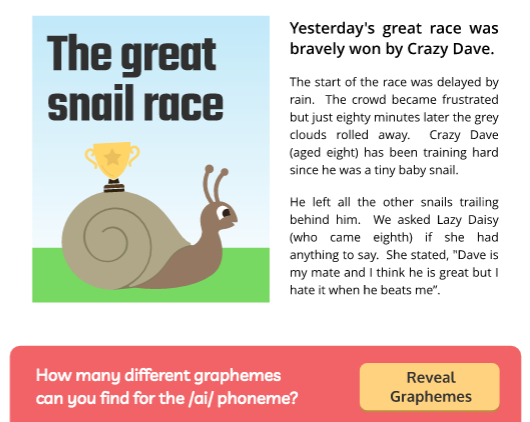 The great
snail race
Yesterday's great race was
bravely won by Crazy Dave.
The start of the race was delayed by
rain. The crowd became frustrated
but just eighty minutes later the grey
clouds rolled away. Crazy Dave
(aged eight) has been training hard
since he was a tiny baby snail.
He left all the other snails trailing
behind him. We asked Lazy Daisy
(who came eighth) if she had
anything to say. She stated, "Dave is
my mate and I think he is great but I
hate it when he beats me”.
How many different graphemes
can you find for the /ai/ phoneme?
Reveal
Graphemes